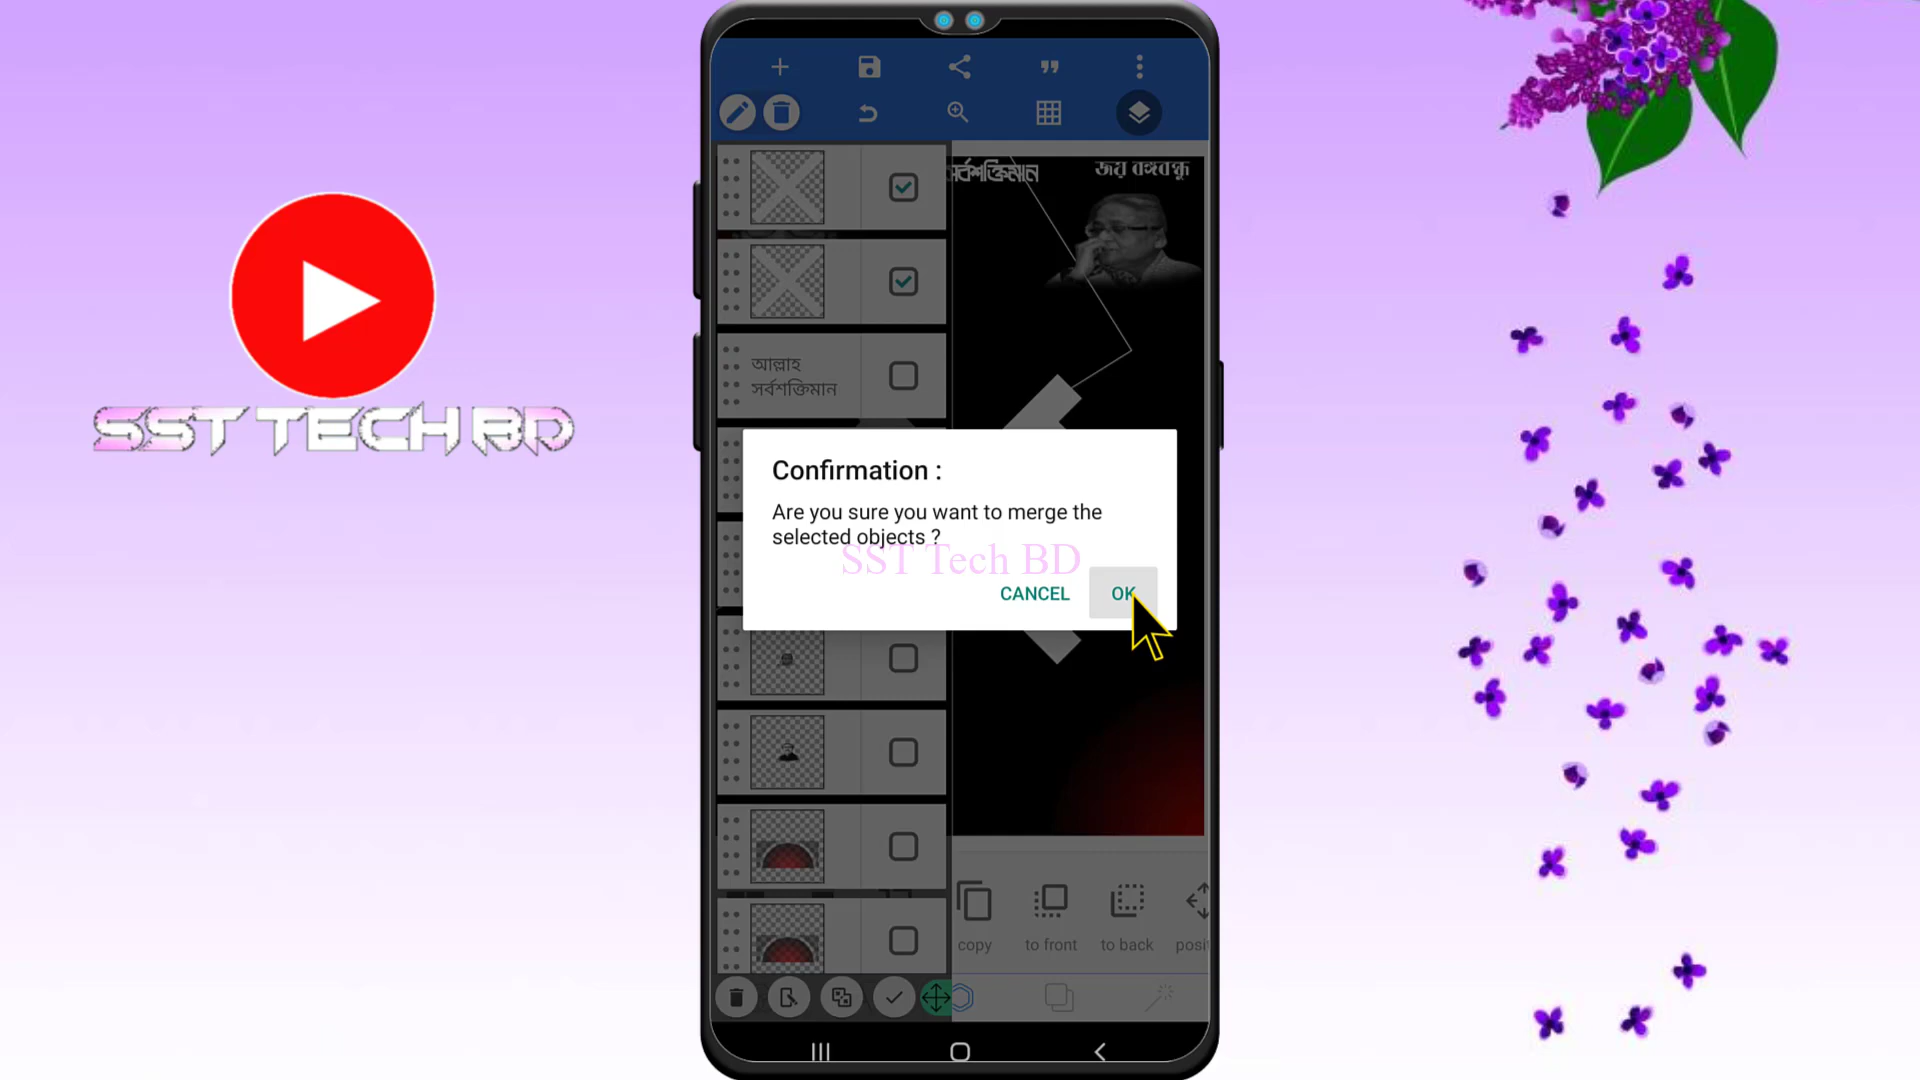 সর্বশক্তিমান
জয় বঙ্গবন্ধু
আল্লাহ
সর্বশক্তিমান
SST TECH BD
Confirmation :
Are you sure you want to merge the
selected objects ?
SST Tech BD
CANCEL
OK
copy
to front
to back
posit